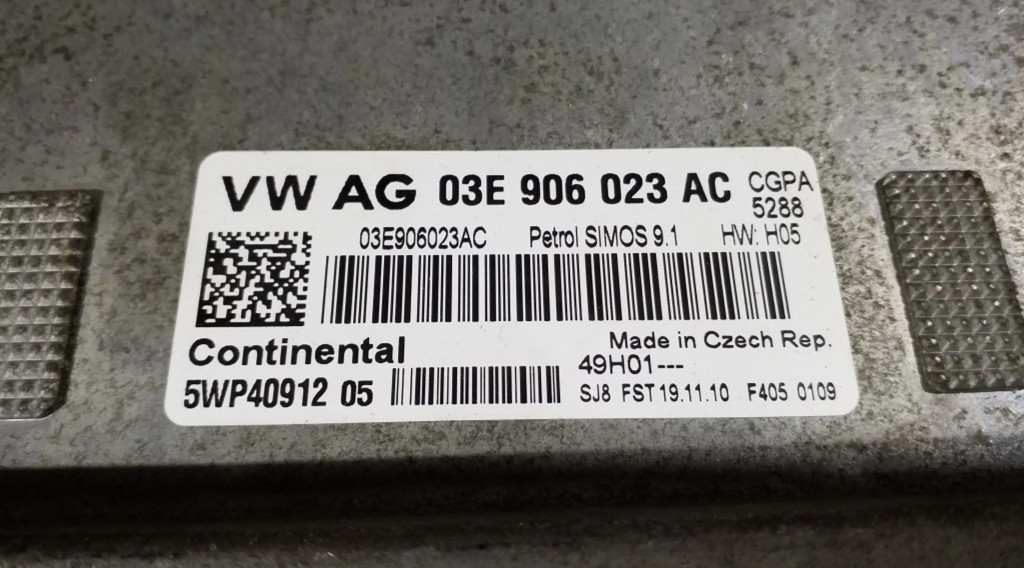 VW AG 03E 906 023 AC CGPA
5288
03E906023AC Petrol SIMOS 9.1 HW: H05
Continental Made in Czech Rep.
49H01---
5WP40912 05 SJ8 FST 19.11.10 F405 0109